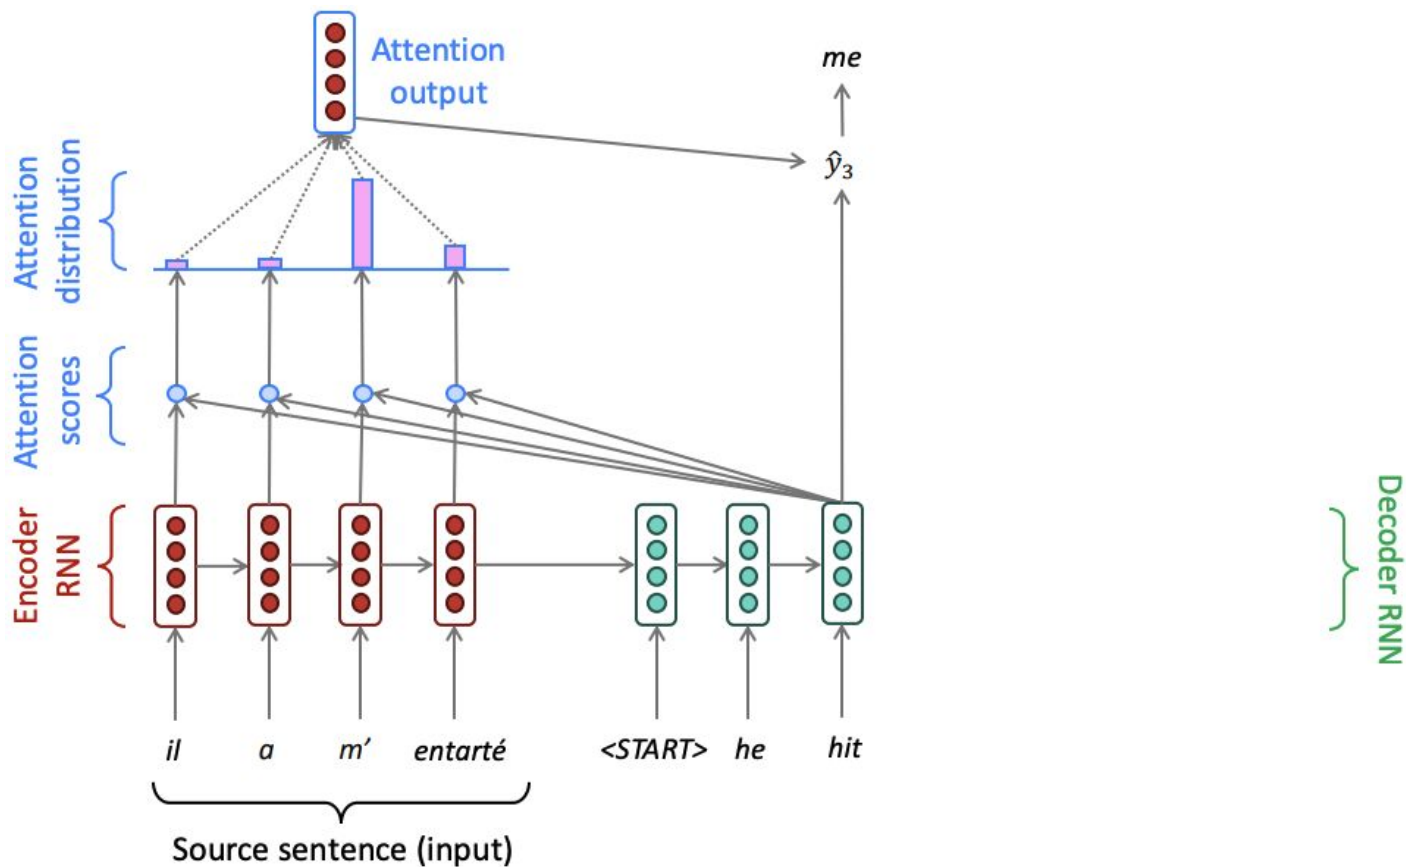 Attention
output
me
Attention
distribution
ŷ₃
Attention
scores
Encoder
RNN
Decoder RNN
il a m’ entarté <START> he hit
Source sentence (input)